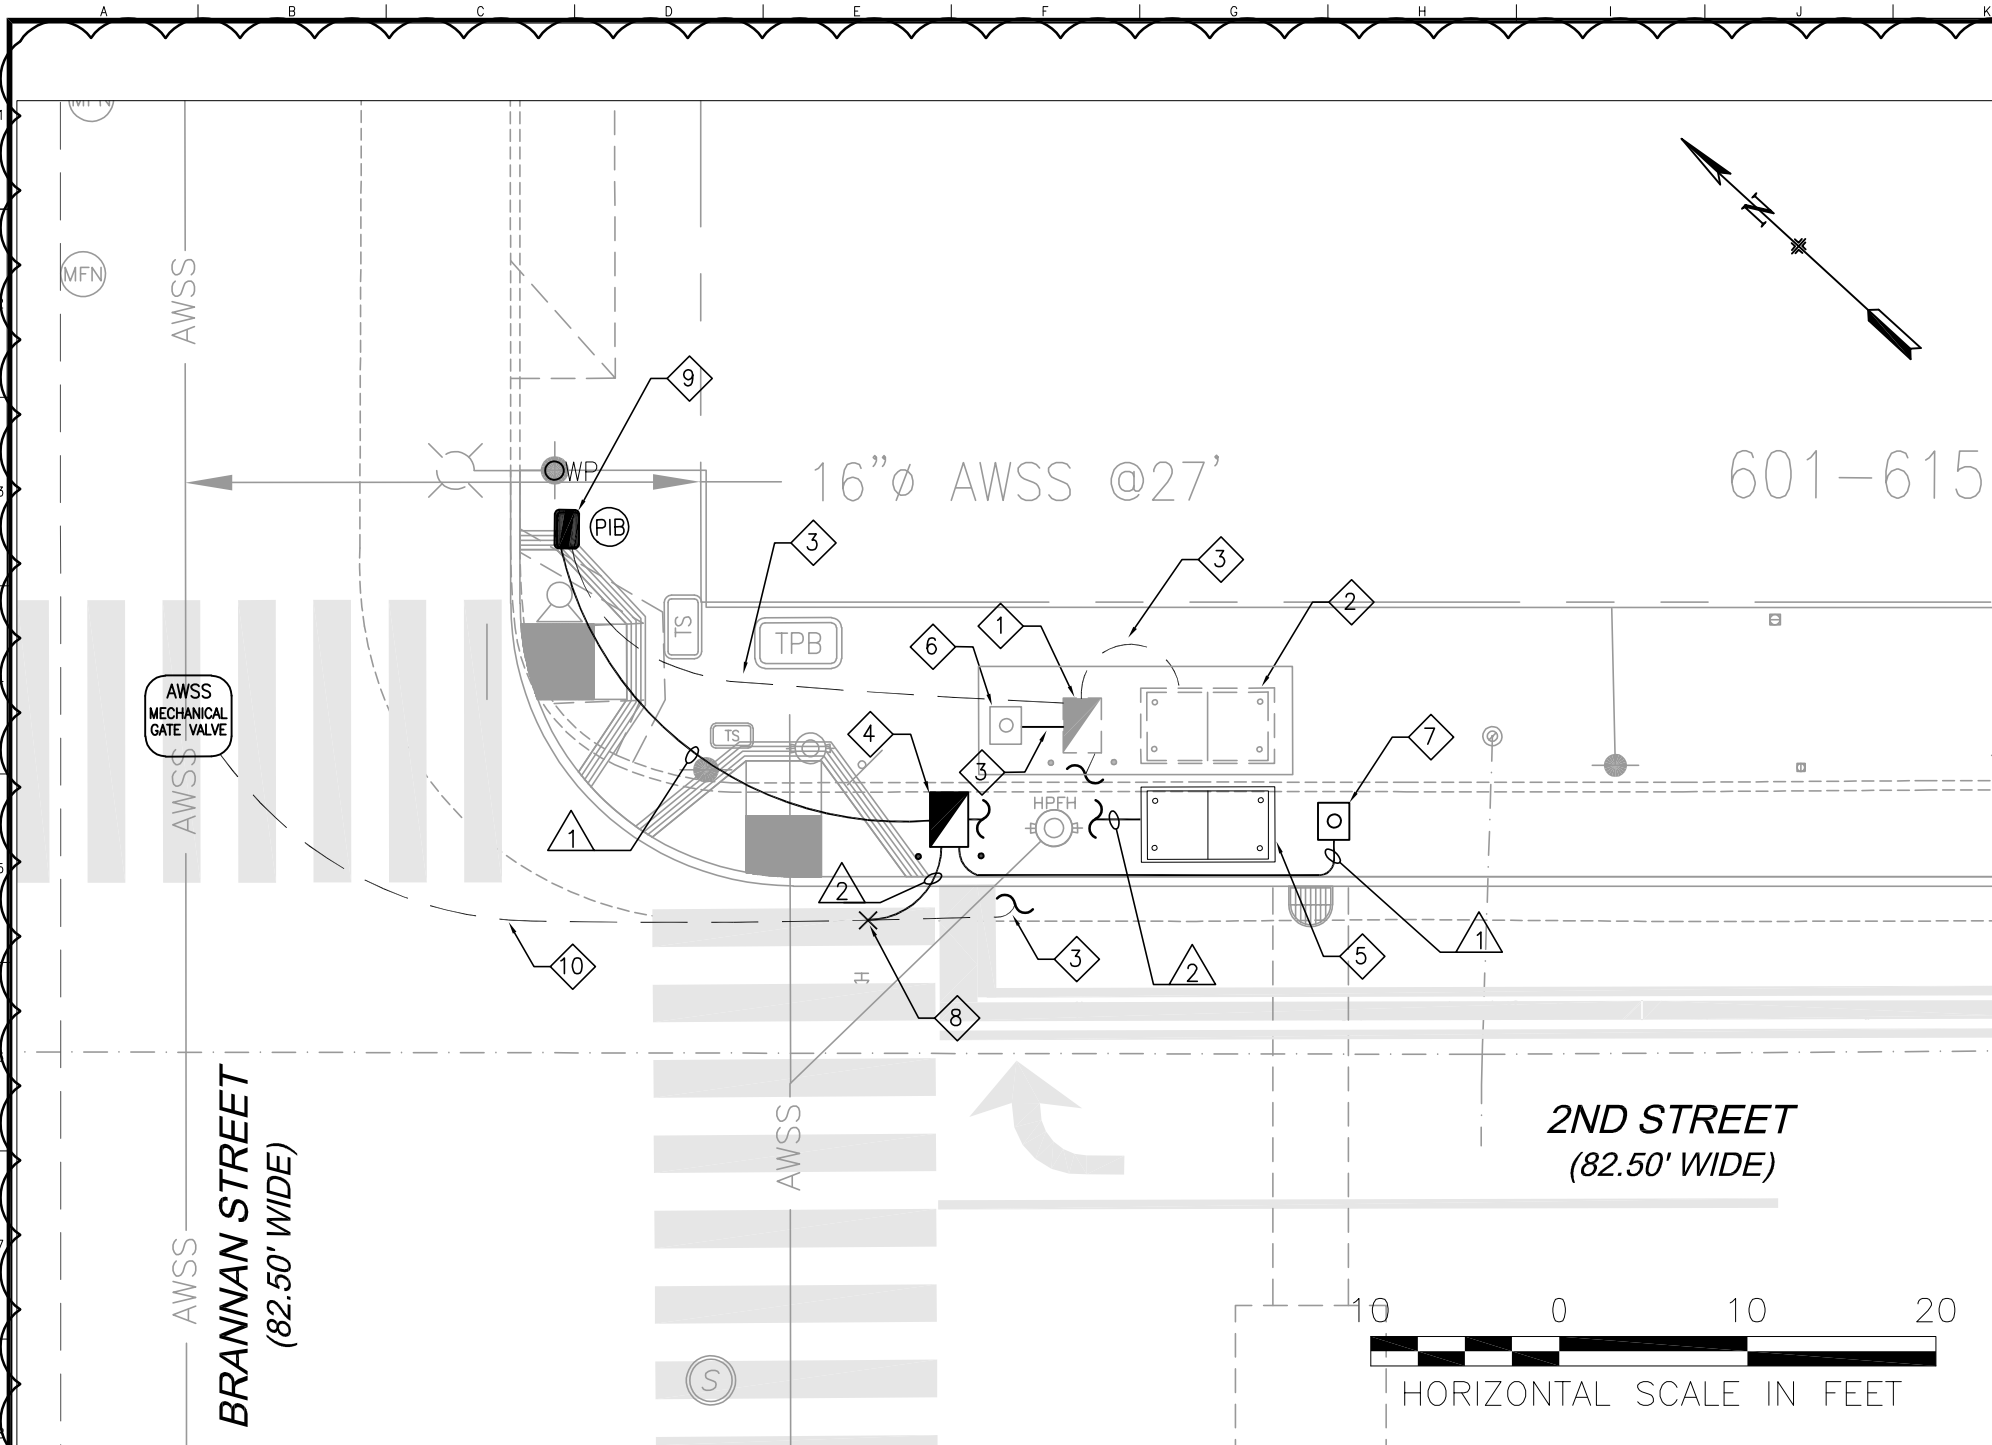 A B C D E F G H I J K
MFN
AWSS
9
WP
16"ø AWSS @27'
601-615
PIB
3
3
2
1
6
TS
TPB
AWSS
MECHANICAL
GATE VALVE
AWSS
TS
4
3
7
HPFH
1
2
10
3
2
5
1
8
AWSS
BRANNAN STREET
(82.50' WIDE)
AWSS
2ND STREET
(82.50' WIDE)
S
10 0 10 20
HORIZONTAL SCALE IN FEET
N